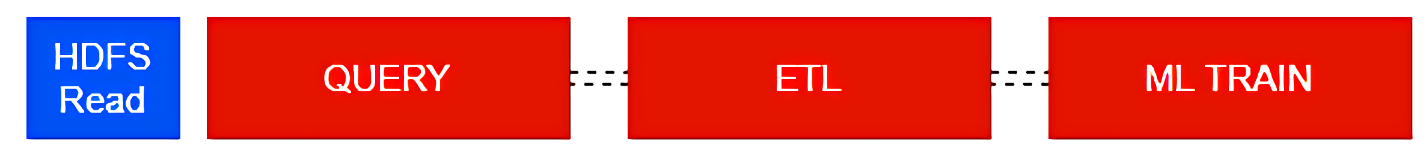 HDFS
Read
QUERY
ETL
ML TRAIN